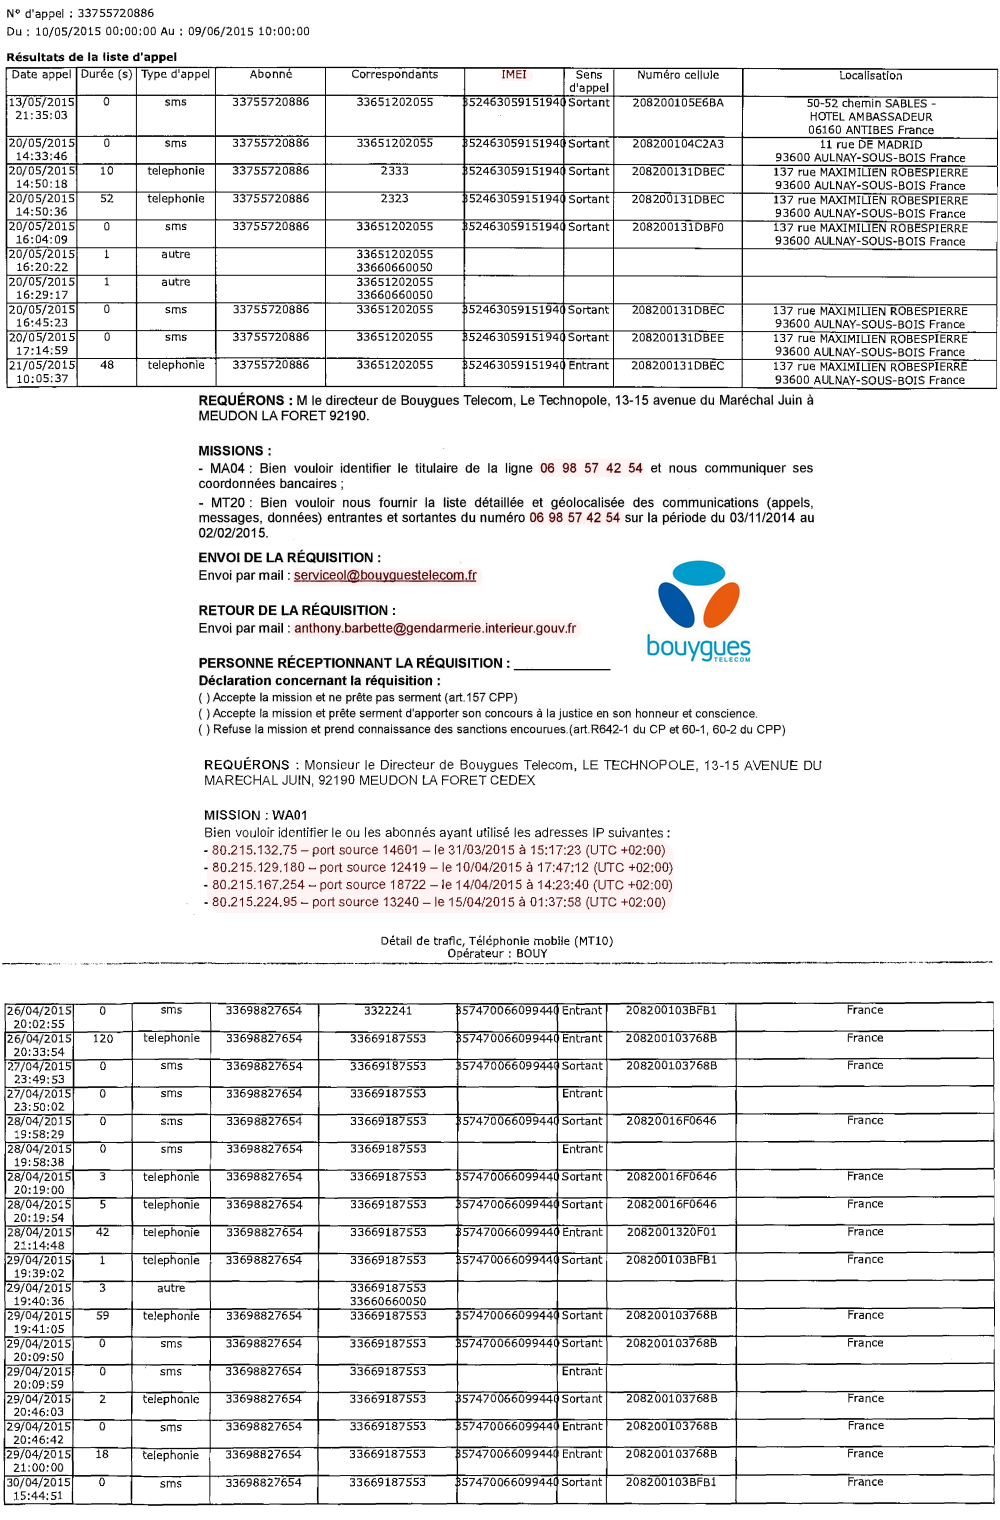 N° d'appel : 33755720886
Du : 10/05/2015 00:00:00 Au : 09/06/2015 10:00:00
Résultats de la liste d'appel
Date appel Durée (s) Type d'appel Abonné Correspondants IMEI Sens d'appel Numéro cellule Localisation
13/05/2015 21:35:03 0 sms 33755720886 33651202055 352463059151940 Sortant 208200105E6BA 50-52 chemin SABLES - HOTEL AMBASSADEUR 06160 ANTIBES France
20/05/2015 14:33:46 0 sms 33755720886 33651202055 352463059151940 Sortant 208200104C2A3 11 rue DE MADRID 93600 AULNAY-SOUS-BOIS France
20/05/2015 14:50:18 10 telephonie 33755720886 2333 352463059151940 Sortant 208200131DBEC 137 rue MAXIMILIEN ROBESPIERRE 93600 AULNAY-SOUS-BOIS France
20/05/2015 14:50:36 52 telephonie 33755720886 2323 352463059151940 Sortant 208200131DBEC 137 rue MAXIMILIEN ROBESPIERRE 93600 AULNAY-SOUS-BOIS France
20/05/2015 16:04:09 0 sms 33755720886 33651202055 352463059151940 Sortant 208200131DBF0 137 rue MAXIMILIEN ROBESPIERRE 93600 AULNAY-SOUS-BOIS France
20/05/2015 16:20:22 1 autre 33651202055 33660660050
20/05/2015 16:29:17 1 autre 33651202055 33660660050
20/05/2015 16:45:23 0 sms 33755720886 33651202055 352463059151940 Sortant 208200131DBEC 137 rue MAXIMILIEN ROBESPIERRE 93600 AULNAY-SOUS-BOIS France
20/05/2015 17:14:59 0 sms 33755720886 33651202055 352463059151940 Sortant 208200131DBEE 137 rue MAXIMILIEN ROBESPIERRE 93600 AULNAY-SOUS-BOIS France
21/05/2015 10:05:37 48 telephonie 33755720886 33651202055 352463059151940 Entrant 208200131DBEC 137 rue MAXIMILIEN ROBESPIERRE 93600 AULNAY-SOUS-BOIS France
REQUÉRONS : M le directeur de Bouygues Telecom, Le Technopole, 13-15 avenue du Maréchal Juin à
MEUDON LA FORET 92190.
MISSIONS :
- MA04 : Bien vouloir identifier le titulaire de la ligne 06 98 57 42 54 et nous communiquer ses
coordonnées bancaires ;
- MT20 : Bien vouloir nous fournir la liste détaillée et géolocalisée des communications (appels,
messages, données) entrantes et sortantes du numéro 06 98 57 42 54 sur la période du 03/11/2014 au
02/02/2015.
ENVOI DE LA RÉQUISITION :
Envoi par mail : serviceol@bouyguestelecom.fr
RETOUR DE LA RÉQUISITION :
Envoi par mail : anthony.barbette@gendarmerie.interieur.gouv.fr
bouygues
TELECOM
PERSONNE RÉCEPTIONNANT LA RÉQUISITION : ______________
Déclaration concernant la réquisition :
( ) Accepte la mission et ne prête pas serment (art.157 CPP)
( ) Accepte la mission et prête serment d'apporter son concours à la justice en son honneur et conscience.
( ) Refuse la mission et prend connaissance des sanctions encourues.(art.R642-1 du CP et 60-1, 60-2 du CPP)
REQUÉRONS : Monsieur le Directeur de Bouygues Telecom, LE TECHNOPOLE, 13-15 AVENUE DU
MARECHAL JUIN, 92190 MEUDON LA FORET CEDEX
MISSION : WA01
Bien vouloir identifier le ou les abonnés ayant utilisé les adresses IP suivantes :
- 80.215.132.75 – port source 14601 – le 31/03/2015 à 15:17:23 (UTC +02:00)
- 80.215.129.180 – port source 12419 – le 10/04/2015 à 17:47:12 (UTC +02:00)
- 80.215.167.254 – port source 18722 – le 14/04/2015 à 14:23:40 (UTC +02:00)
- 80.215.224.95 – port source 13240 – le 15/04/2015 à 01:37:58 (UTC +02:00)
Détail de trafic, Téléphonie mobile (MT10)
Opérateur : BOUY
26/04/2015 20:02:55 0 sms 33698827654 3322241 357470066099440 Entrant 208200103BFB1 France
26/04/2015 20:33:54 120 telephonie 33698827654 33669187553 357470066099440 Entrant 208200103768B France
27/04/2015 23:49:53 0 sms 33698827654 33669187553 357470066099440 Sortant 208200103768B France
27/04/2015 23:50:02 0 sms 33698827654 33669187553 Entrant
28/04/2015 19:58:29 0 sms 33698827654 33669187553 357470066099440 Sortant 20820016F0646 France
28/04/2015 19:58:38 0 sms 33698827654 33669187553 Entrant
28/04/2015 20:19:00 3 telephonie 33698827654 33669187553 357470066099440 Sortant 20820016F0646 France
28/04/2015 20:19:54 5 telephonie 33698827654 33669187553 357470066099440 Sortant 20820016F0646 France
28/04/2015 21:14:48 42 telephonie 33698827654 33669187553 357470066099440 Entrant 2082001320F01 France
29/04/2015 19:39:02 1 telephonie 33698827654 33669187553 357470066099440 Sortant 208200103BFB1 France
29/04/2015 19:40:36 3 autre 33669187553 33660660050
29/04/2015 19:41:05 59 telephonie 33698827654 33669187553 357470066099440 Sortant 208200103768B France
29/04/2015 20:09:50 0 sms 33698827654 33669187553 357470066099440 Sortant 208200103768B France
29/04/2015 20:09:59 0 sms 33698827654 33669187553 Entrant
29/04/2015 20:46:03 2 telephonie 33698827654 33669187553 357470066099440 Sortant 208200103768B France
29/04/2015 20:46:42 0 sms 33698827654 33669187553 357470066099440 Entrant 208200103768B France
29/04/2015 21:00:00 18 telephonie 33698827654 33669187553 357470066099440 Entrant 208200103768B France
30/04/2015 15:44:51 0 sms 33698827654 33669187553 357470066099440 Sortant 208200103BFB1 France